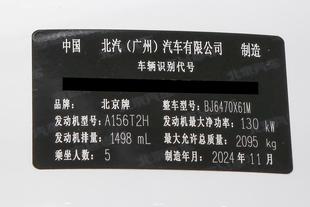 中国 北汽（广州）汽车有限公司 制造
车辆识别代号
品牌： 北京牌 整车型号： BJ6470X61M
发动机型号： A156T2H 发动机最大净功率： 130 kW
发动机排量： 1498 mL 最大允许总质量： 2095 kg
乘坐人数： 5 制造年月： 2024 年 11 月